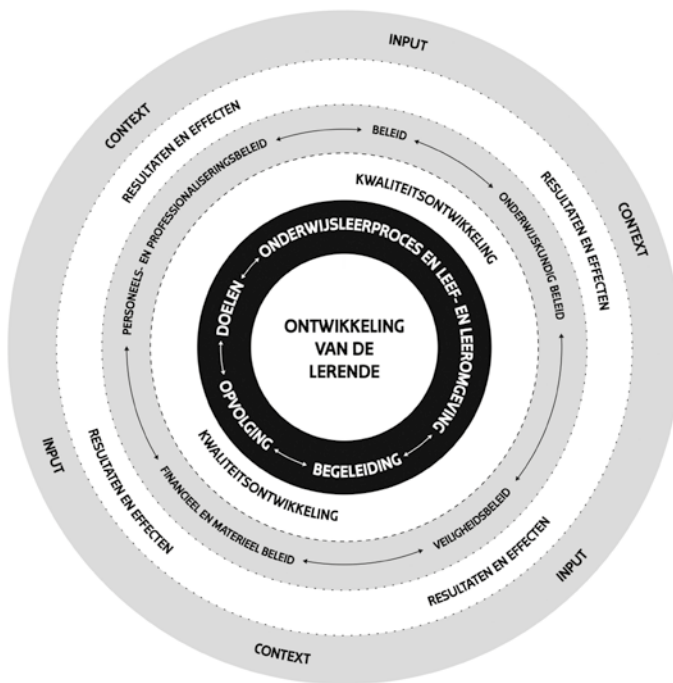 INPUT
CONTEXT
CONTEXT
INPUT
INPUT
CONTEXT
RESULTATEN EN EFFECTEN
RESULTATEN EN EFFECTEN
RESULTATEN EN EFFECTEN
RESULTATEN EN EFFECTEN
BELEID
PERSONEELS- EN PROFESSIONALISERINGSBELEID
ONDERWIJSKUNDIG BELEID
FINANCIEEL EN MATERIEEL BELEID
VEILIGHEIDSBELEID
KWALITEITSONTWIKKELING
KWALITEITSONTWIKKELING
DOELEN
ONDERWIJSLEERPROCES EN LEEF- EN LEEROMGEVING
OPVOLGING
BEGELEIDING
ONTWIKKELING
VAN DE
LERENDE